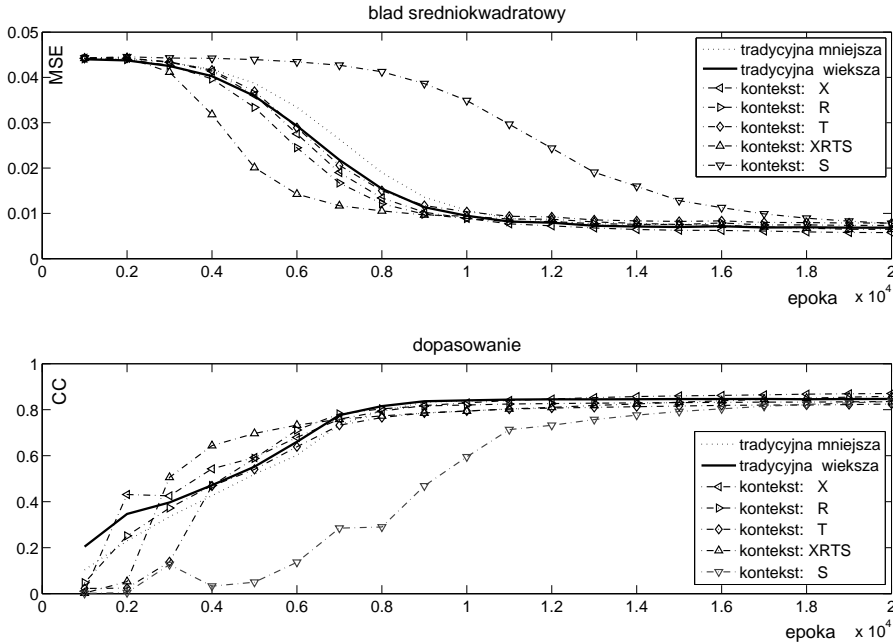 blad sredniokwadratowy
0.05
0.04
0.03
0.02
0.01
0
MSE
tradycyjna mniejsza
tradycyjna wieksza
kontekst: X
kontekst: R
kontekst: T
kontekst: XRTS
kontekst: S
0 0.2 0.4 0.6 0.8 1 1.2 1.4 1.6 1.8 2
epoka x 10^4
dopasowanie
1
0.8
0.6
0.4
0.2
0
CC
tradycyjna mniejsza
tradycyjna wieksza
kontekst: X
kontekst: R
kontekst: T
kontekst: XRTS
kontekst: S
0 0.2 0.4 0.6 0.8 1 1.2 1.4 1.6 1.8 2
epoka x 10^4